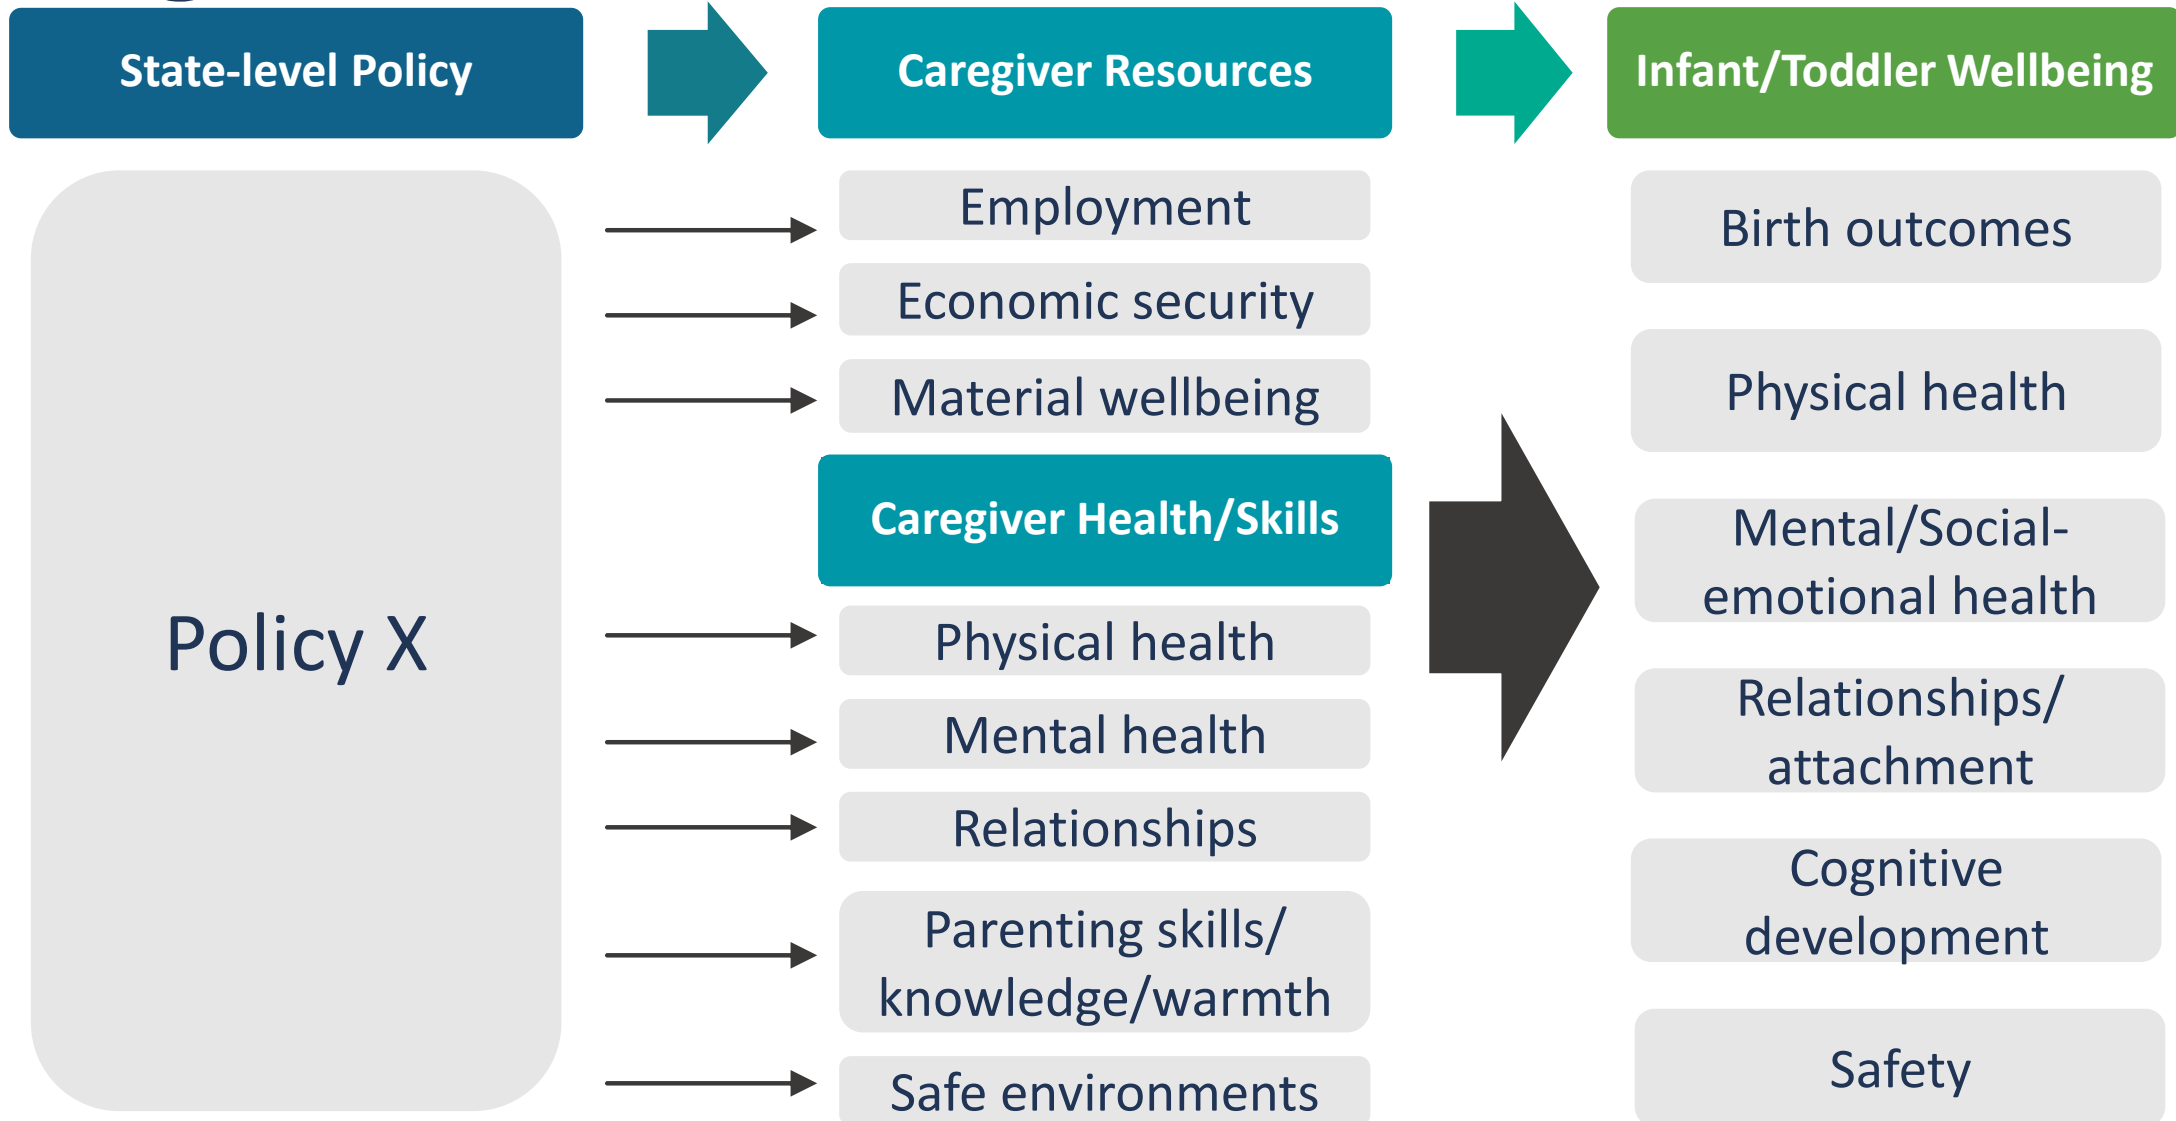 State-level Policy
Caregiver Resources
Infant/Toddler Wellbeing
Policy X
Employment
Economic security
Material wellbeing
Caregiver Health/Skills
Physical health
Mental health
Relationships
Parenting skills/
knowledge/warmth
Safe environments
Birth outcomes
Physical health
Mental/Social-
emotional health
Relationships/
attachment
Cognitive
development
Safety